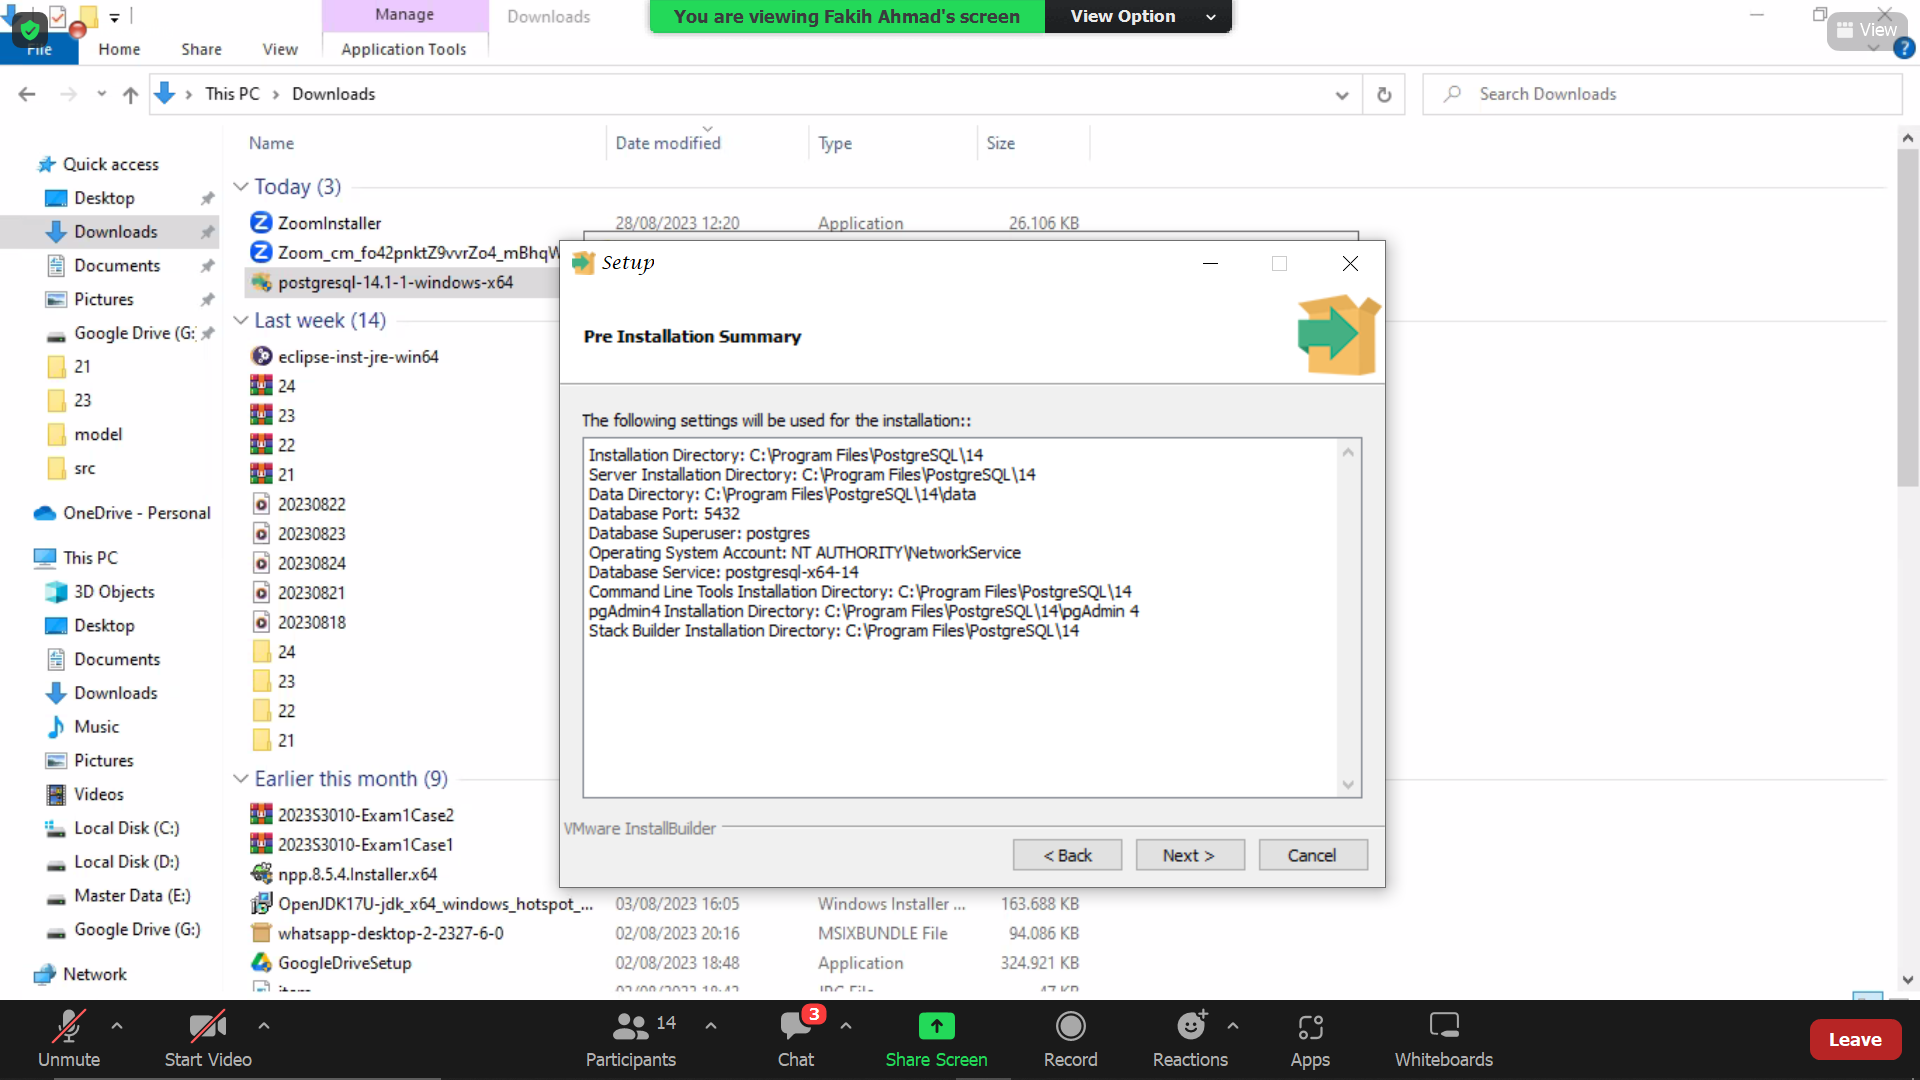 Manage
Downloads
You are viewing Fakih Ahmad's screen
View Option
View
File
Home
Share
View
Application Tools
This PC
Downloads
Search Downloads
Name
Date modified
Type
Size
Quick access
Desktop
Downloads
Documents
Pictures
Google Drive (G:
21
23
model
src
OneDrive - Personal
This PC
3D Objects
Desktop
Documents
Downloads
Music
Pictures
Videos
Local Disk (C:)
Local Disk (D:)
Master Data (E:)
Google Drive (G:)
Network
Today (3)
ZoomInstaller 28/08/2023 12:20 Application 26.106 KB
Zoom_cm_fo42pnktZ9vvrZo4_mBhqW
postgresql-14.1-1-windows-x64
Last week (14)
eclipse-inst-jre-win64
24
23
22
21
20230822
20230823
20230824
20230821
20230818
24
23
22
21
Earlier this month (9)
2023S3010-Exam1Case2
2023S3010-Exam1Case1
npp.8.5.4.Installer.x64
OpenJDK17U-jdk_x64_windows_hotspot_... 03/08/2023 16:05 Windows Installer ... 163.688 KB
whatsapp-desktop-2-2327-6-0 02/08/2023 20:16 MSIXBUNDLE File 94.086 KB
GoogleDriveSetup 02/08/2023 18:48 Application 324.921 KB
Setup
Pre Installation Summary
The following settings will be used for the installation::
Installation Directory: C:\Program Files\PostgreSQL\14
Server Installation Directory: C:\Program Files\PostgreSQL\14
Data Directory: C:\Program Files\PostgreSQL\14\data
Database Port: 5432
Database Superuser: postgres
Operating System Account: NT AUTHORITY\NetworkService
Database Service: postgresql-x64-14
Command Line Tools Installation Directory: C:\Program Files\PostgreSQL\14
pgAdmin4 Installation Directory: C:\Program Files\PostgreSQL\14\pgAdmin 4
Stack Builder Installation Directory: C:\Program Files\PostgreSQL\14
VMware InstallBuilder
< Back
Next >
Cancel
Unmute
Start Video
14
Participants
3
Chat
Share Screen
Record
Reactions
Apps
Whiteboards
Leave